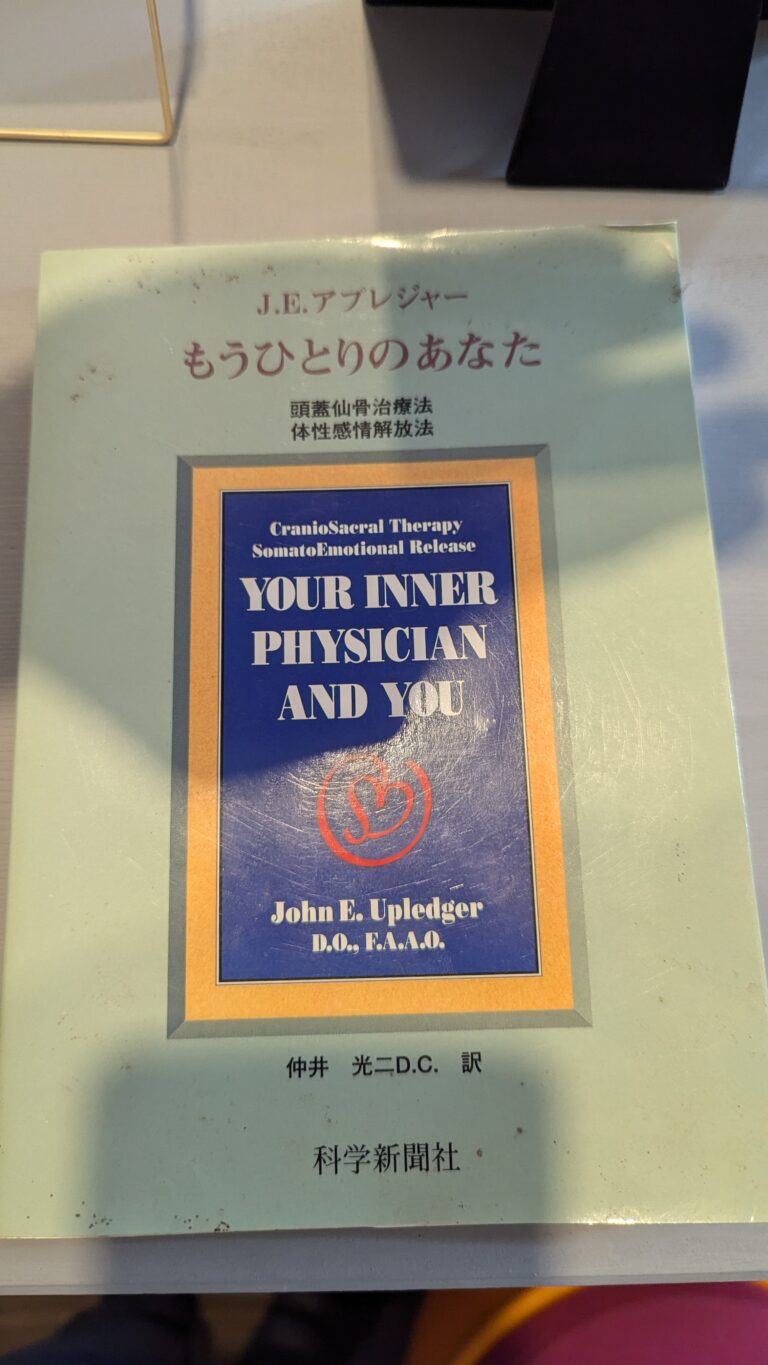 J.E.アプレジャー
もうひとりのあなた
頭蓋仙骨治療法
体性感情解放法
CranioSacral Therapy
SomatoEmotional Release
YOUR INNER
PHYSICIAN
AND YOU
John E. Upledger
D.O., F.A.A.O.
仲井 光二D.C. 訳
科学新聞社